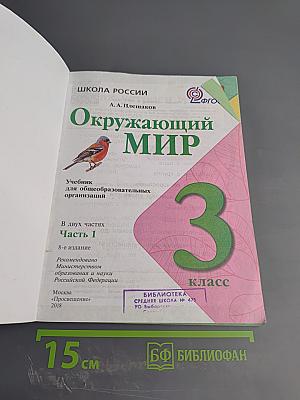 ШКОЛА РОССИИ
ФГОС
А.А.Плешаков
Окружающий
МИР
Учебник
для общеобразовательных
организаций
3
класс
В двух частях
Часть 1
8-е издание
Рекомендовано
Министерством
образования и науки
Российской Федерации
Москва
«Просвещение»
2018
БИБЛИОТЕКА
СРЕДНЯЯ ШКОЛА №
15 см
БФ БИБЛИОФАН